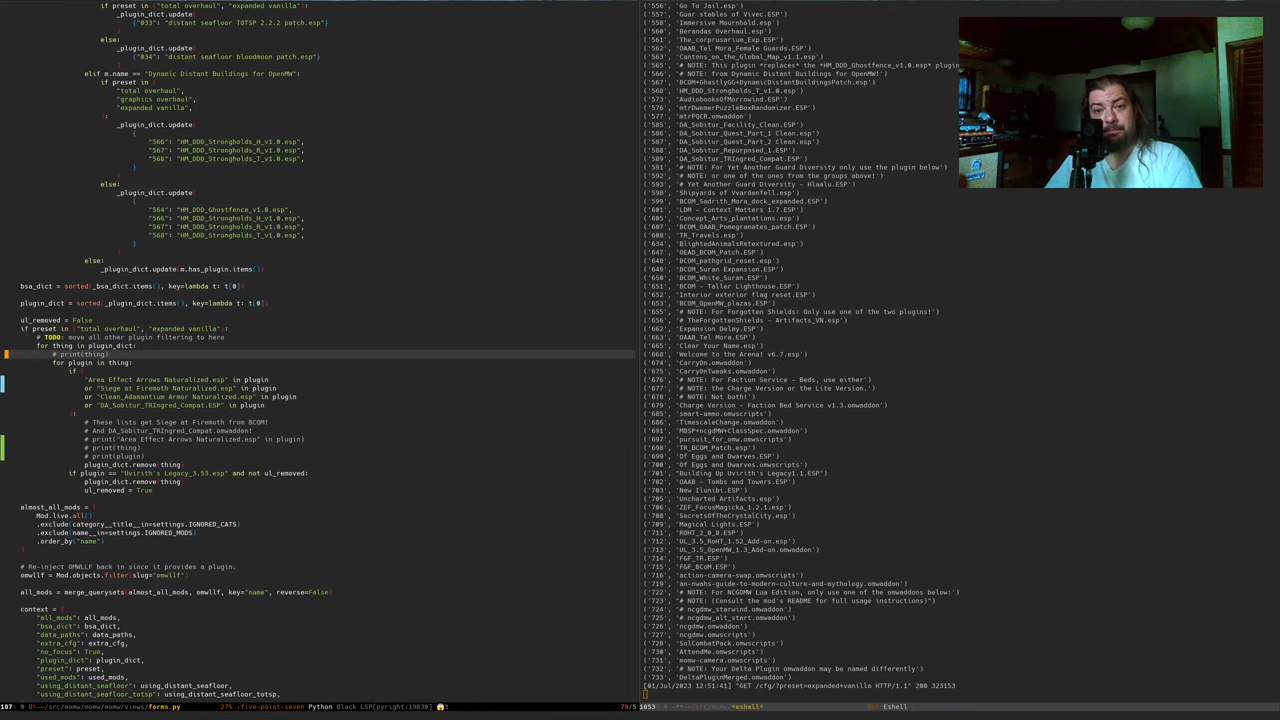 if preset in ("total overhaul", "expanded vanilla"):
_plugin_dict.update(
{"033": "distant seafloor TOTSP 2.2.2 patch.esp"}
)
else:
_plugin_dict.update(
{"034": "distant seafloor bloodmoon patch.esp"}
)
elif m.name == "Dynamic Distant Buildings for OpenMW":
if preset in (
"total overhaul",
"graphics overhaul",
"expanded vanilla",
):
_plugin_dict.update(
{
"566": "HM_DDD_Strongholds_H_v1.0.esp",
"567": "HM_DDD_Strongholds_R_v1.0.esp",
"568": "HM_DDD_Strongholds_T_v1.0.esp",
}
)
else:
_plugin_dict.update(
{
"564": "HM_DDD_Ghostfence_v1.0.esp",
"566": "HM_DDD_Strongholds_H_v1.0.esp",
"567": "HM_DDD_Strongholds_R_v1.0.esp",
"568": "HM_DDD_Strongholds_T_v1.0.esp",
}
)
else:
_plugin_dict.update(m.has_plugin.items())
bsa_dict = sorted(_bsa_dict.items(), key=lambda t: t[0])
plugin_dict = sorted(_plugin_dict.items(), key=lambda t: t[0])
ul_removed = False
if preset in ("total overhaul", "expanded vanilla"):
# TODO: move all other plugin filtering to here
for thing in plugin_dict:
# print(thing)
for plugin in thing:
if (
"Area Effect Arrows Naturalized.esp" in plugin
or "Siege at Firemoth Naturalized.esp" in plugin
or "Clean_Adamantium Armor Naturalized.esp" in plugin
or "DA_Sobitur_TRIngred_Compat.ESP" in plugin
):
# These lists get Siege at Firemoth from BCOM!
# And DA_Sobitur_TRIngred_Compat.omwaddon!
# print("Area Effect Arrows Naturalized.esp" in plugin)
# print(thing)
# print(plugin)
plugin_dict.remove(thing)
if plugin == "Uvirith's Legacy_3.53.esp" and not ul_removed:
plugin_dict.remove(thing)
ul_removed = True
almost_all_mods = (
Mod.live.all()
.exclude(category__title__in=settings.IGNORED_CATS)
.exclude(name__in=settings.IGNORED_MODS)
.order_by("name")
)
# Re-inject OMWLLF back in since it provides a plugin.
omwllf = Mod.objects.filter(slug="omwllf")
all_mods = merge_querysets(almost_all_mods, omwllf, key="name", reverse=False)
context = {
"all_mods": all_mods,
"bsa_dict": bsa_dict,
"data_paths": data_paths,
"extra_cfg": extra_cfg,
"no_focus": True,
"plugin_dict": plugin_dict,
"preset": preset,
"used_mods": used_mods,
"using_distant_seafloor": using_distant_seafloor,
"using_distant_seafloor_totsp": using_distant_seafloor_totsp,
107: 0 U*--~/src/momw/momw/views/forms.py 27% :five-point-seven Python Black LSP[pyright:19830] 3 79/5
('556', 'Go To Jail.esp')
('557', 'Guar stables of Vivec.ESP')
('558', 'Immersive Mournhold.esp')
('560', 'Berandas Overhaul.esp')
('561', 'The_corprusarium_Exp.ESP')
('562', 'OAAB_Tel Mora_Female Guards.ESP')
('563', 'Cantons_on_the_Global_Map_v1.1.esp')
('565', '# NOTE: This plugin *replaces* the *HM_DDD_Ghostfence_v1.0.esp* plugin
('566', '# NOTE: from Dynamic Distant Buildings for OpenMW!')
('567', 'BCOM+GhastlyGG+DynamicDistantBuildingsPatch.ESP')
('568', 'HM_DDD_Strongholds_T_v1.0.esp')
('573', 'AudiobooksOfMorrowind.esp')
('576', 'mtrDwemerPuzzleBoxRandomizer.ESP')
('577', 'mtrPQCR.omwaddon')
('585', 'DA_Sobitur_Facility_Clean.ESP')
('586', 'DA_Sobitur_Quest_Part_1 Clean.esp')
('587', 'DA_Sobitur_Quest_Part_2 Clean.esp')
('588', 'DA_Sobitur_Repurposed_1.ESP')
('589', 'DA_Sobitur_TRIngred_Compat.ESP')
('591', '# NOTE: For Yet Another Guard Diversity only use the plugin below')
('592', '# NOTE: or one of the ones from the groups above!')
('593', '# Yet Another Guard Diversity - Hlaalu.ESP')
('598', 'Shipyards of Vvardenfell.esp')
('599', 'BCOM_Sadrith_Mora_dock_expanded.ESP')
('601', 'LDM - Context Matters 1.7.ESP')
('605', 'Concept_Arts_plantations.esp')
('607', 'BCOM_OAAB_Pomegranates_patch.ESP')
('608', 'TR_Travels.esp')
('634', 'BlightedAnimalsRetextured.esp')
('647', 'OEAD_BCOM_Patch.ESP')
('648', 'BCOM_pathgrid_reset.esp')
('649', 'BCOM_Suran Expansion.ESP')
('650', 'BCOM_White_Suran.ESP')
('651', 'BCOM - Taller Lighthouse.ESP')
('652', 'Interior exterior flag reset.ESP')
('653', 'BCOM_OpenMW_plazas.ESP')
('655', '# NOTE: For Forgotten Shields: Only use one of the two plugins!')
('656', '# TheForgottenShields - Artifacts_VN.esp')
('662', 'Expansion Delay.ESP')
('663', 'OAAB_Tel Mora.ESP')
('665', 'Clear Your Name.esp')
('668', 'Welcome to the Arena! v6.7.esp')
('674', 'CarryOn.omwaddon')
('675', 'CarryOnTweaks.omwaddon')
('676', '# NOTE: For Faction Service - Beds, use either')
('677', '# NOTE: the Charge Version or the Lite Version.')
('678', '# NOTE: Not both!')
('679', 'Charge Version - Faction Bed Service v1.3.omwaddon')
('685', 'smart-ammo.omwscripts')
('686', 'TimescaleChange.omwaddon')
('691', 'MBSP+ncgdMW+ClassSpec.omwaddon')
('697', 'pursuit_for_omw.omwscripts')
('698', 'TR_BCOM_Patch.esp')
('699', 'Of Eggs and Dwarves.ESP')
('700', 'Of Eggs and Dwarves.omwscripts')
('701', "Building Up Uvirith's Legacy1.1.ESP")
('702', 'OAAB - Tombs and Towers.ESP')
('703', 'New Ilunibi.ESP')
('705', 'Uncharted Artifacts.esp')
('706', 'ZEF_FocusMagicka_1.2.1.esp')
('708', 'SecretsOfTheCrystalCity.esp')
('709', 'Magical Lights.ESP')
('711', 'ROHT_2_0_8.ESP')
('712', 'UL_3.5_RoHT_1.52_Add-on.esp')
('713', 'UL_3.5_OpenMW_1.3_Add-on.omwaddon')
('714', 'F&F_TR.ESP')
('715', 'F&F_BCoM.ESP')
('716', 'action-camera-swap.omwscripts')
('719', 'an-nwahs-guide-to-modern-culture-and-mythology.omwaddon')
('722', '# NOTE: For NCGDMW Lua Edition, only use one of the omwaddons below:')
('723', "# NOTE: (Consult the mod's README for full usage instructions)")
('724', '# ncgdmw_starwind.omwaddon')
('725', '# ncgdmw_alt_start.omwaddon')
('726', 'ncgdmw.omwaddon')
('727', 'ncgdmw.omwscripts')
('728', 'SolCombatPack.omwscripts')
('730', 'AttendMe.omwscripts')
('731', 'momw-camera.omwscripts')
('732', '# NOTE: Your Delta Plugin omwaddon may be named differently')
('733', 'DeltaPluginMerged.omwaddon')
[01/Jul/2023 12:51:41] "GET /cfg/?preset=expanded+vanilla HTTP/1.1" 200 323153
1053: 0 -**--~/src/momw/ *eshell* Bot Eshell